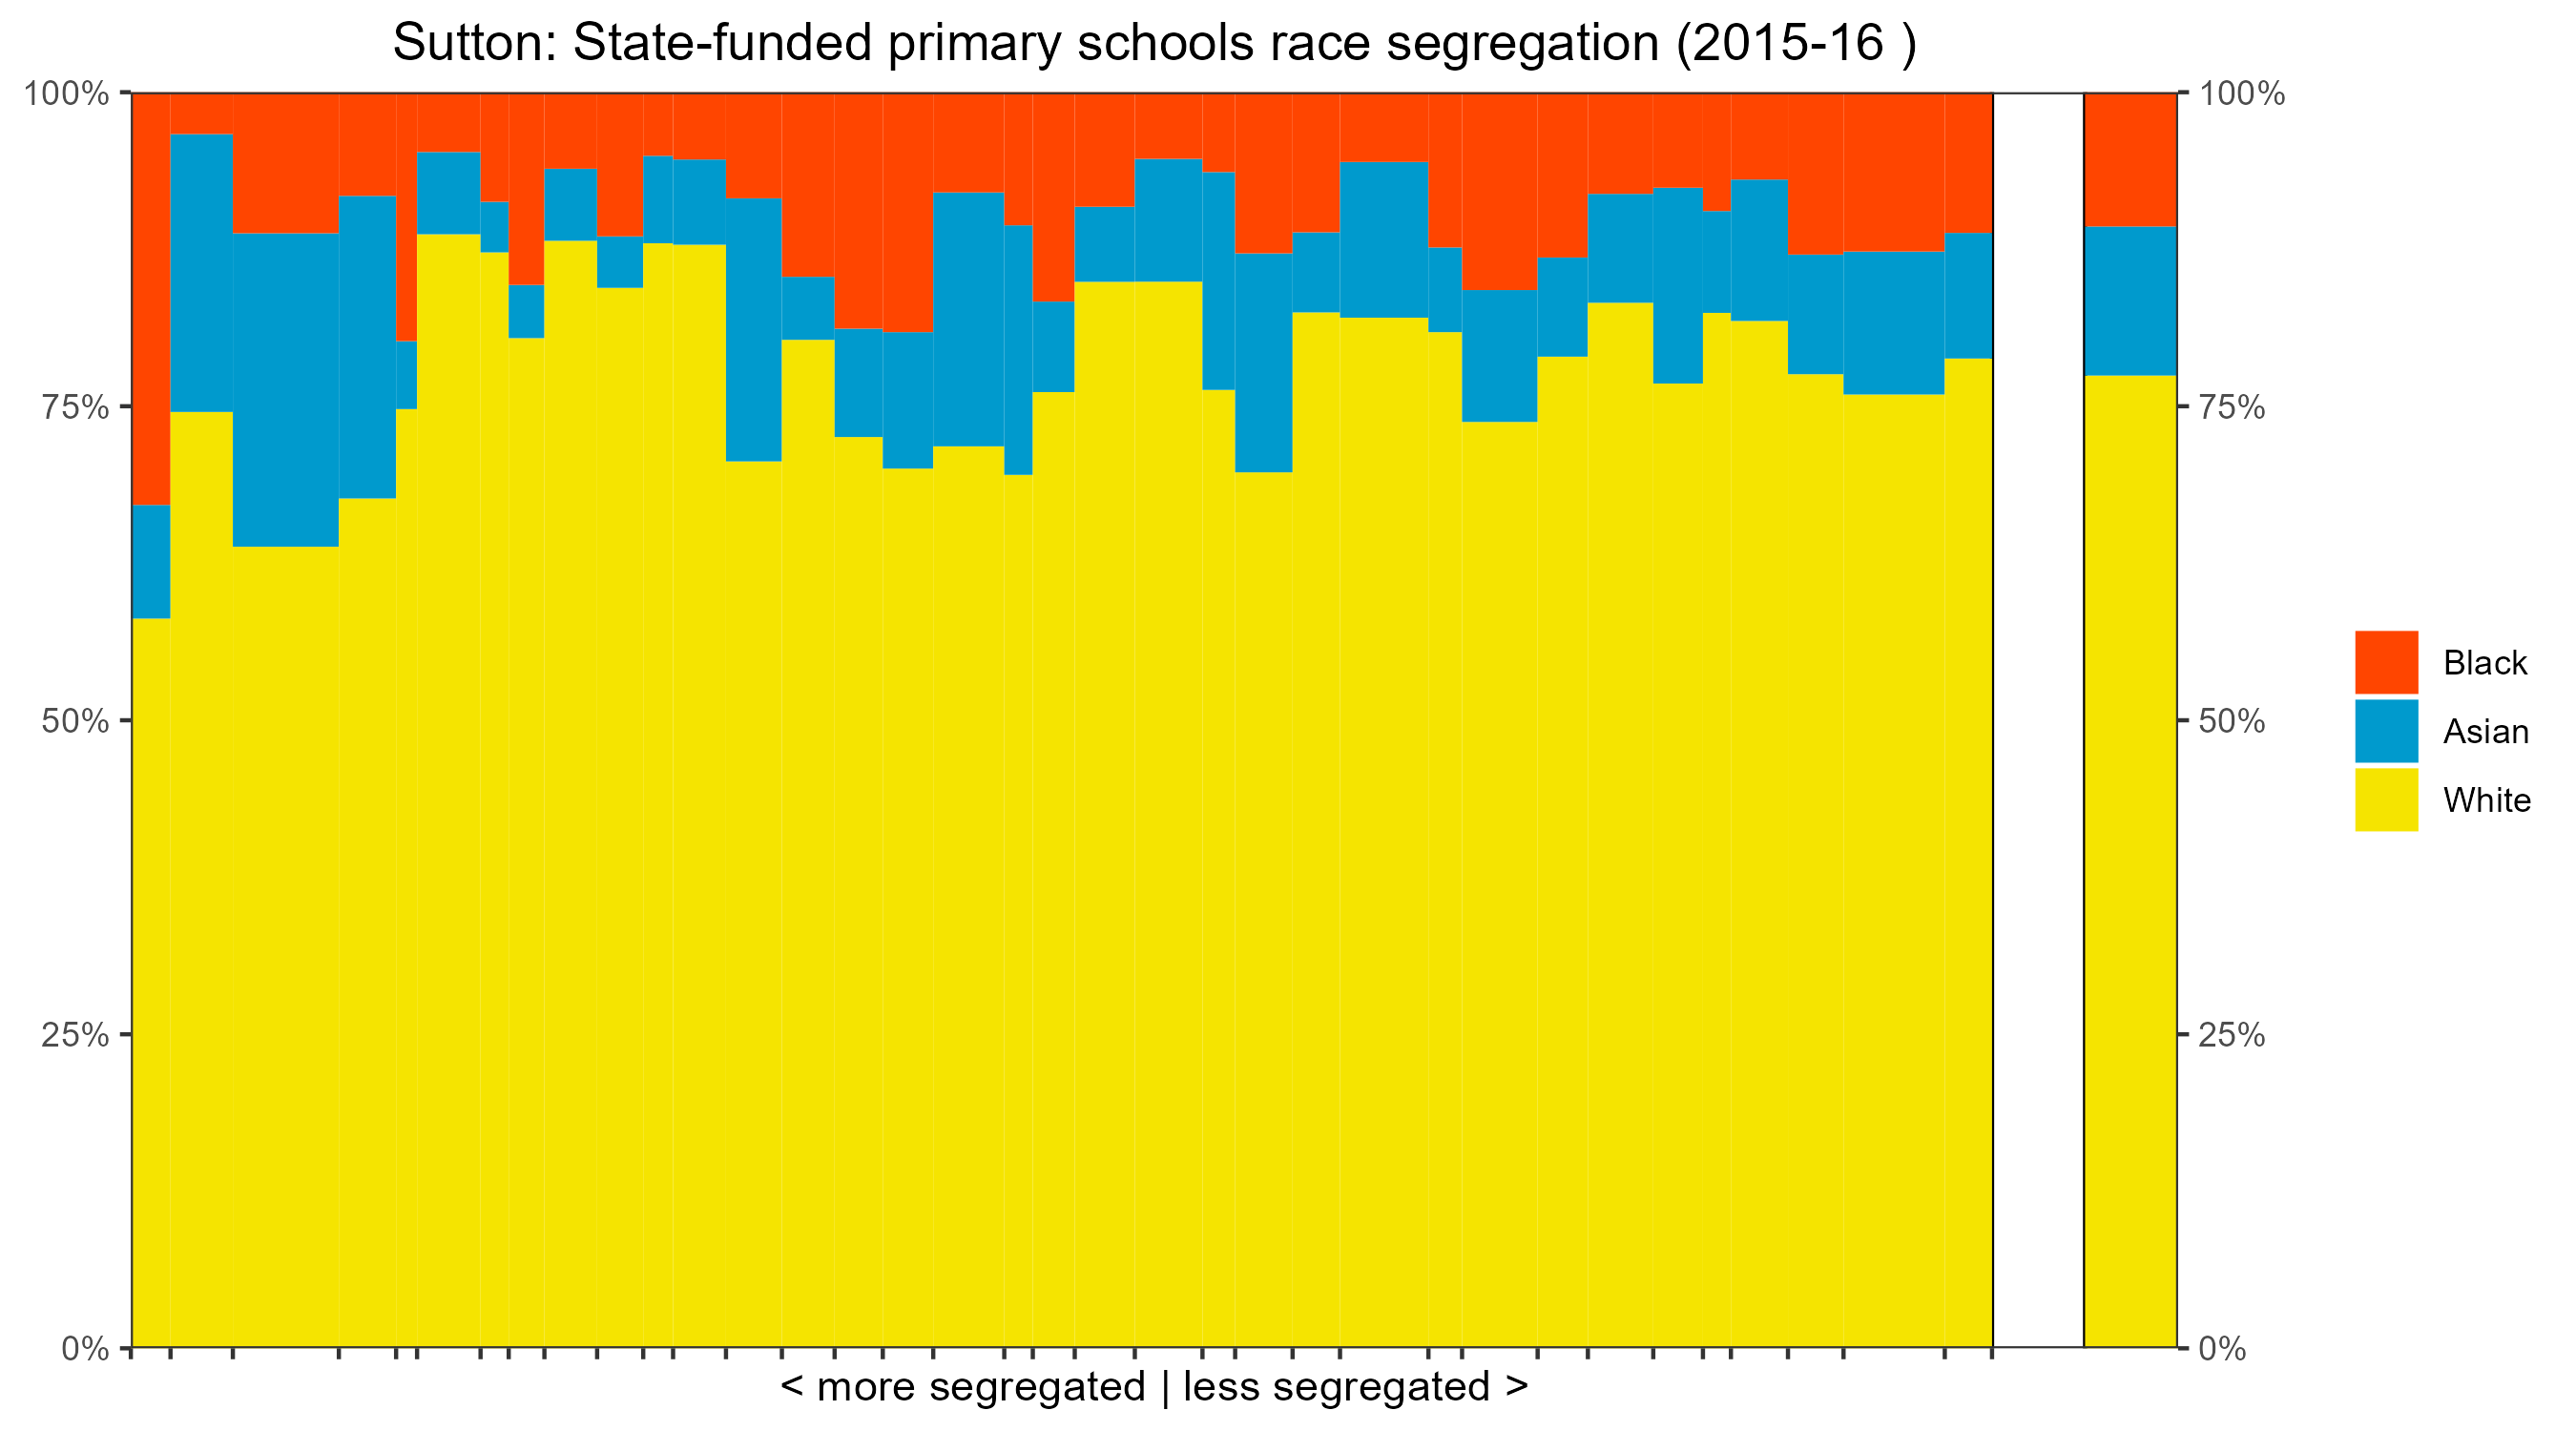 Sutton: State-funded primary schools race segregation (2015-16 )
100%
75%
50%
25%
0%
100%
75%
50%
25%
0%
Black
Asian
White
< more segregated | less segregated >